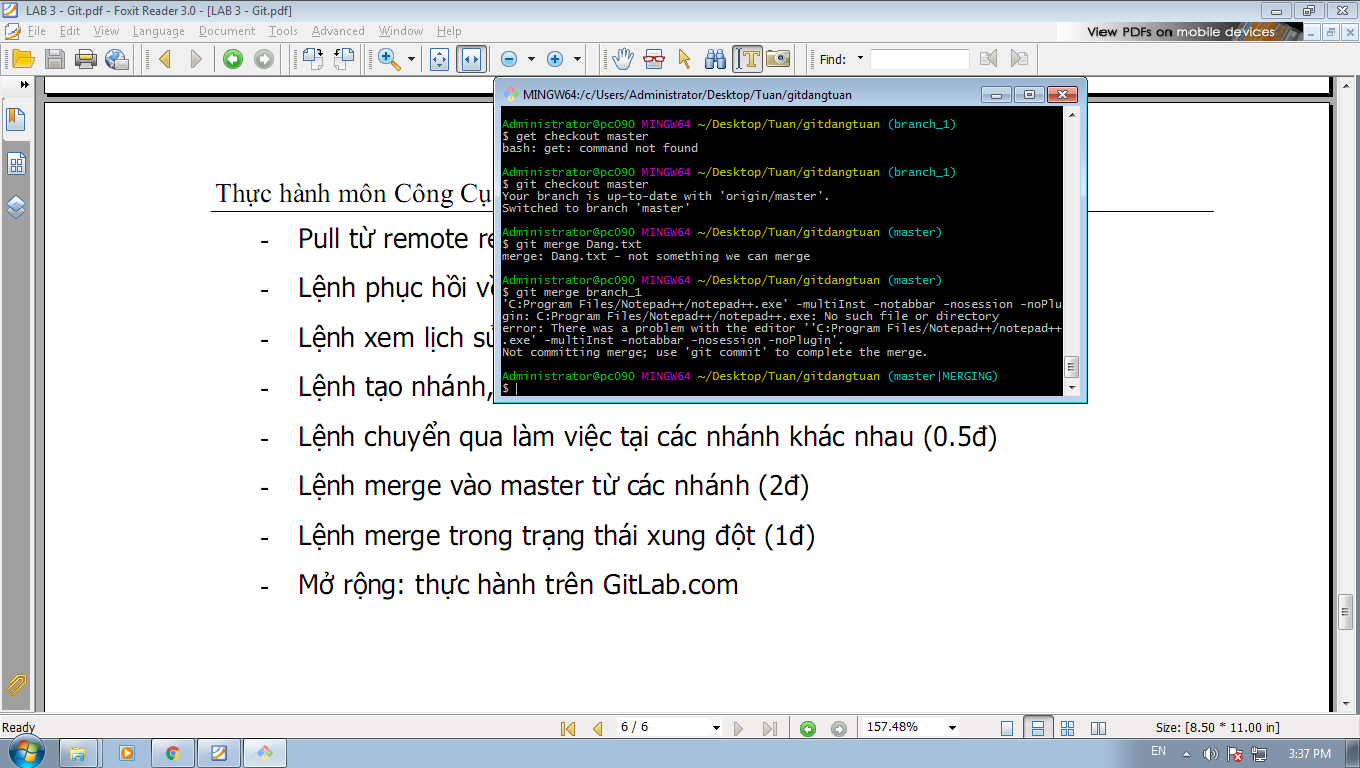 LAB 3 - Git.pdf - Foxit Reader 3.0 - [LAB 3 - Git.pdf]
File Edit View Language Document Tools Advanced Window Help
View PDFs on mobile devices
Find:
MINGW64:/c/Users/Administrator/Desktop/Tuan/gitdangtuan
Administrator@pc090 MINGW64 ~/Desktop/Tuan/gitdangtuan (branch_1)
$ get checkout master
bash: get: command not found
Administrator@pc090 MINGW64 ~/Desktop/Tuan/gitdangtuan (branch_1)
$ git checkout master
Your branch is up-to-date with 'origin/master'.
Switched to branch 'master'
Administrator@pc090 MINGW64 ~/Desktop/Tuan/gitdangtuan (master)
$ git merge Dang.txt
merge: Dang.txt - not something we can merge
Administrator@pc090 MINGW64 ~/Desktop/Tuan/gitdangtuan (master)
$ git merge branch_1
'C:Program Files/Notepad++/notepad++.exe' -multiInst -notabbar -nosession -noPlu
gin: C:Program Files/Notepad++/notepad++.exe: No such file or directory
error: There was a problem with the editor ''C:Program Files/Notepad++/notepad++
.exe' -multiInst -notabbar -nosession -noPlugin'.
Not committing merge; use 'git commit' to complete the merge.
Administrator@pc090 MINGW64 ~/Desktop/Tuan/gitdangtuan (master|MERGING)
$
Thực hành môn Công Cụ
- Pull từ remote re
- Lệnh phục hồi về
- Lệnh xem lịch sử
- Lệnh tạo nhánh,
- Lệnh chuyển qua làm việc tại các nhánh khác nhau (0.5đ)
- Lệnh merge vào master từ các nhánh (2đ)
- Lệnh merge trong trạng thái xung đột (1đ)
- Mở rộng: thực hành trên GitLab.com
Ready
6 / 6
157.48%
Size: [8.50 * 11.00 in]
EN
3:37 PM